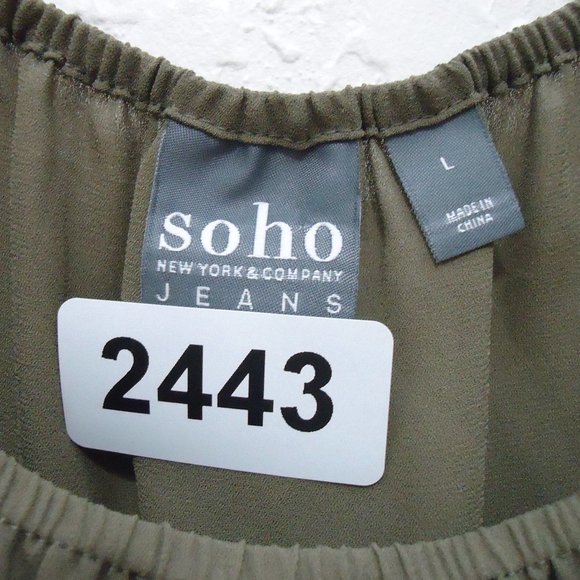 soho
NEW YORK & COMPANY
JEANS
L
MADE IN
CHINA
2443